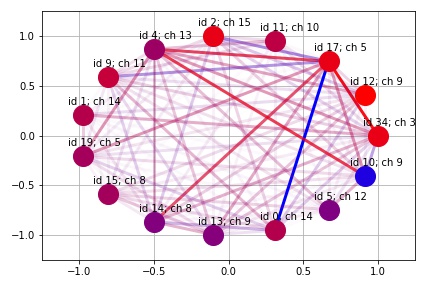 id 2; ch 15
id 11; ch 10
id 4; ch 13
id 17; ch 5
id 9; ch 11
id 12; ch 9
id 1; ch 14
id 34; ch 3
id 19; ch 5
id 10; ch 9
id 15; ch 8
id 5; ch 12
id 14; ch 8
id 13; ch 9
id 0; ch 14
1.0
0.5
0.0
−0.5
−1.0
−1.0
−0.5
0.0
0.5
1.0